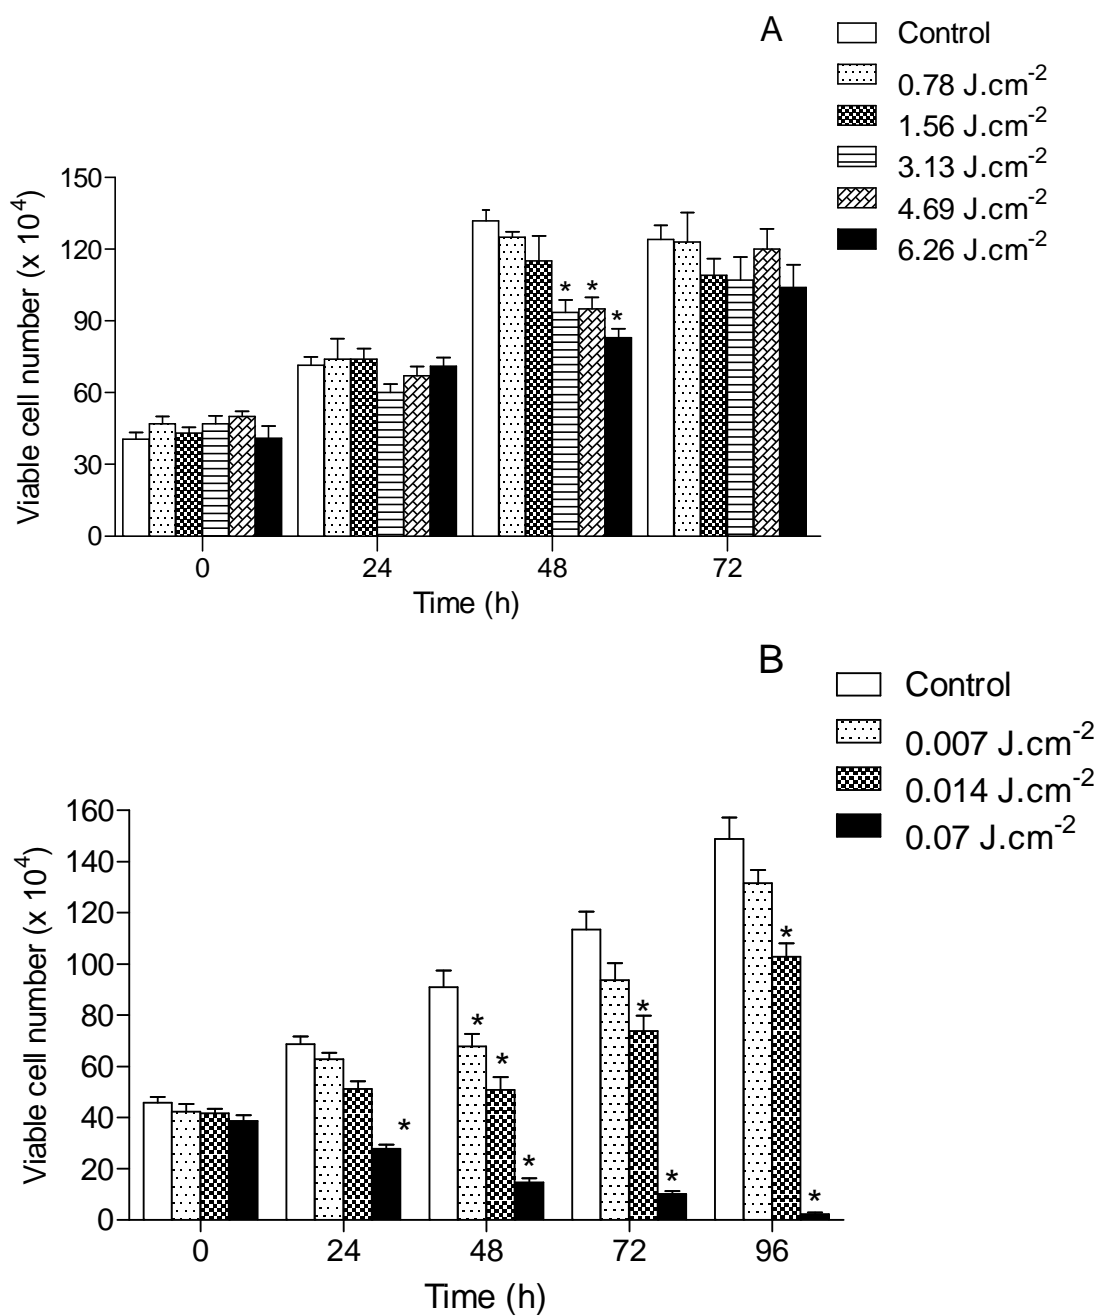 A
Control
0.78 J.cm-2
1.56 J.cm-2
3.13 J.cm-2
4.69 J.cm-2
6.26 J.cm-2
Viable cell number (x 104)
150
120
90
60
30
0
* * *
0 24 48 72
Time (h)
B
Control
0.007 J.cm-2
0.014 J.cm-2
0.07 J.cm-2
Viable cell number (x 104)
160
140
120
100
80
60
40
20
0
* * * * * * * *
0 24 48 72 96
Time (h)